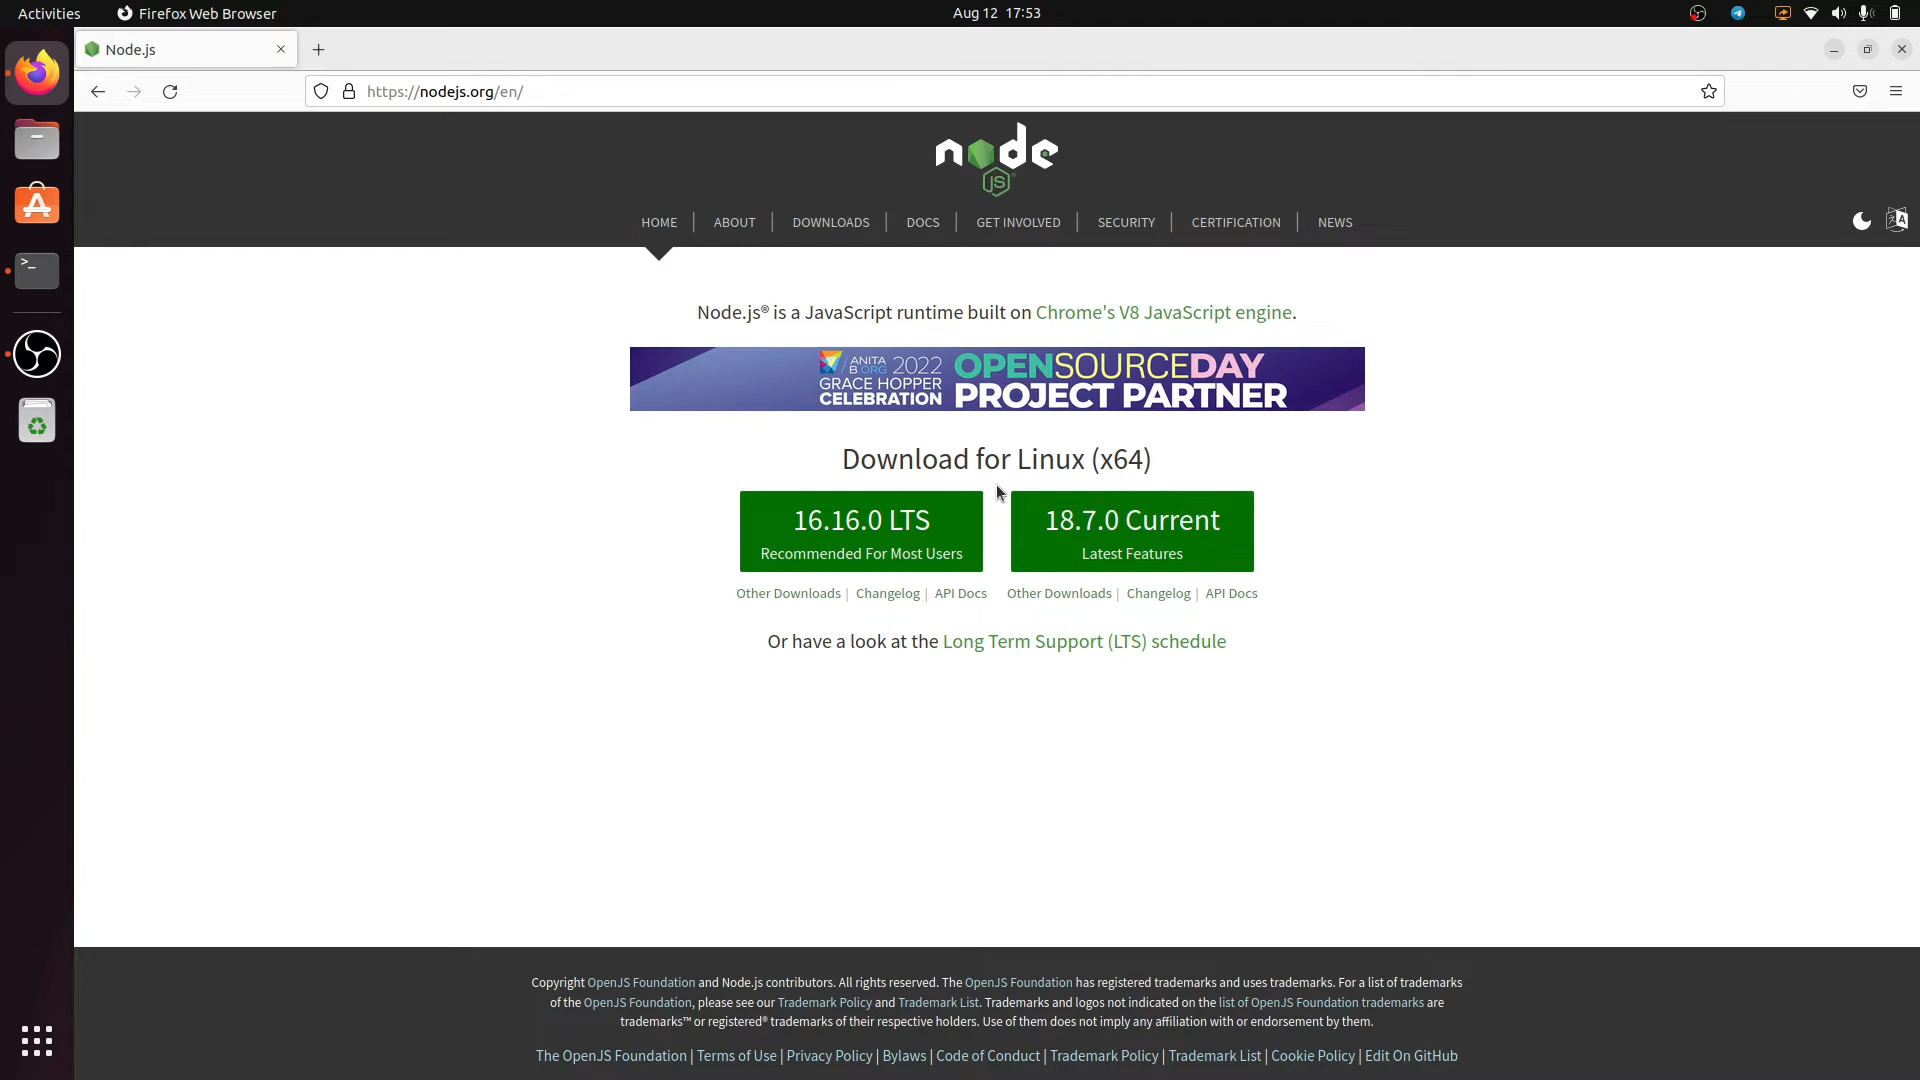 Activities Firefox Web Browser Aug 12 17:53
Node.js
https://nodejs.org/en/
node
JS
HOME ABOUT DOWNLOADS DOCS GET INVOLVED SECURITY CERTIFICATION NEWS
Node.js® is a JavaScript runtime built on Chrome's V8 JavaScript engine.
ANITA B.ORG 2022 GRACE HOPPER CELEBRATION
OPENSOURCEDAY PROJECT PARTNER
Download for Linux (x64)
16.16.0 LTS
Recommended For Most Users
18.7.0 Current
Latest Features
Other Downloads | Changelog | API Docs
Other Downloads | Changelog | API Docs
Or have a look at the Long Term Support (LTS) schedule
Copyright OpenJS Foundation and Node.js contributors. All rights reserved. The OpenJS Foundation has registered trademarks and uses trademarks. For a list of trademarks
of the OpenJS Foundation, please see our Trademark Policy and Trademark List. Trademarks and logos not indicated on the list of OpenJS Foundation trademarks are
trademarks™ or registered® trademarks of their respective holders. Use of them does not imply any affiliation with or endorsement by them.
The OpenJS Foundation | Terms of Use | Privacy Policy | Bylaws | Code of Conduct | Trademark Policy | Trademark List | Cookie Policy | Edit On GitHub